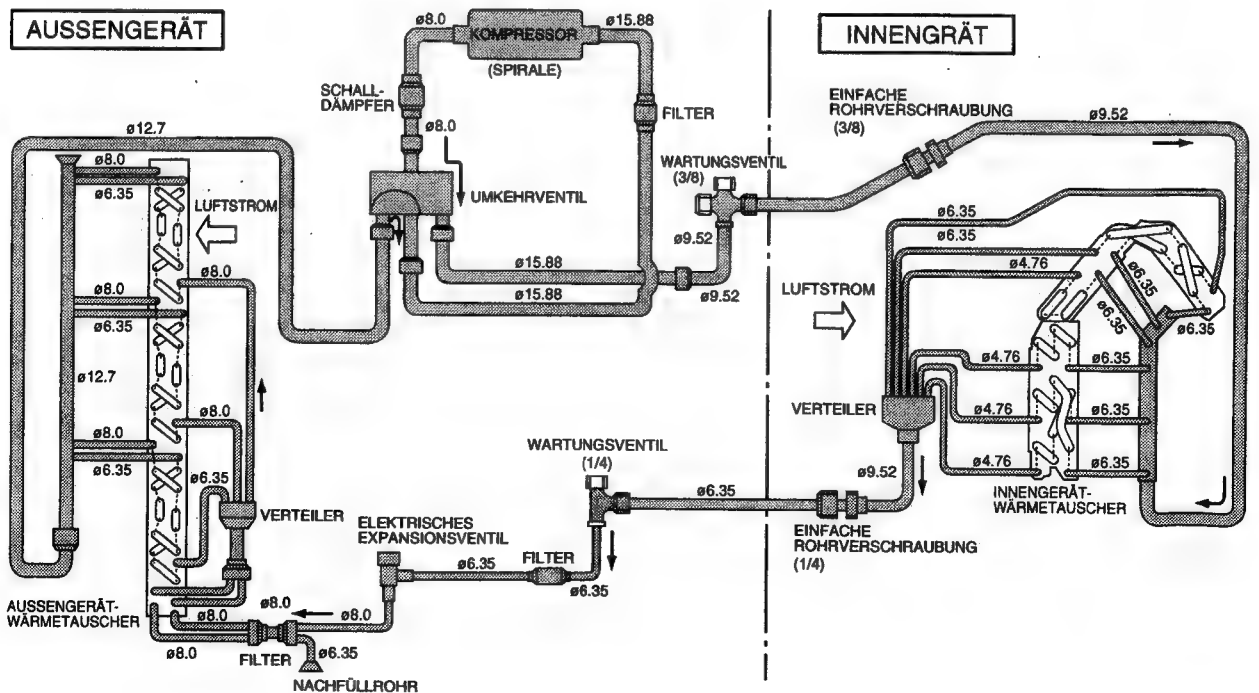 AUSSENGERÄT
ø8.0
ø15.88
KOMPRESSOR
(SPIRALE)
INNENGRÄT
SCHALL-
DÄMPFER
ø8.0
FILTER
EINFACHE
ROHRVERSCHRAUBUNG
(3/8)
ø9.52
ø12.7
ø8.0
ø6.35
LUFTSTROM
UMKEHRVENTIL
WARTUNGSVENTIL
(3/8)
ø9.52
ø15.88
ø9.52
ø15.88
ø6.35
ø6.35
ø4.76
ø6.35
ø6.35
ø6.35
LUFTSTROM
ø8.0
ø8.0
ø6.35
ø12.7
ø8.0
ø8.0
ø6.35
ø6.35
VERTEILER
ø4.76
ø6.35
ø4.76
ø6.35
VERTEILER
ø4.76
ø6.35
ø9.52
INNENGERÄT-
WÄRMETAUSCHER
WARTUNGSVENTIL
(1/4)
ø6.35
EINFACHE
ROHRVERSCHRAUBUNG
(1/4)
ELEKTRISCHES
EXPANSIONSVENTIL
FILTER
ø6.35
ø6.35
AUSSENGERÄT-
WÄRMETAUSCHER
ø8.0
ø8.0
ø8.0
ø8.0
FILTER
ø6.35
NACHFÜLLROHR